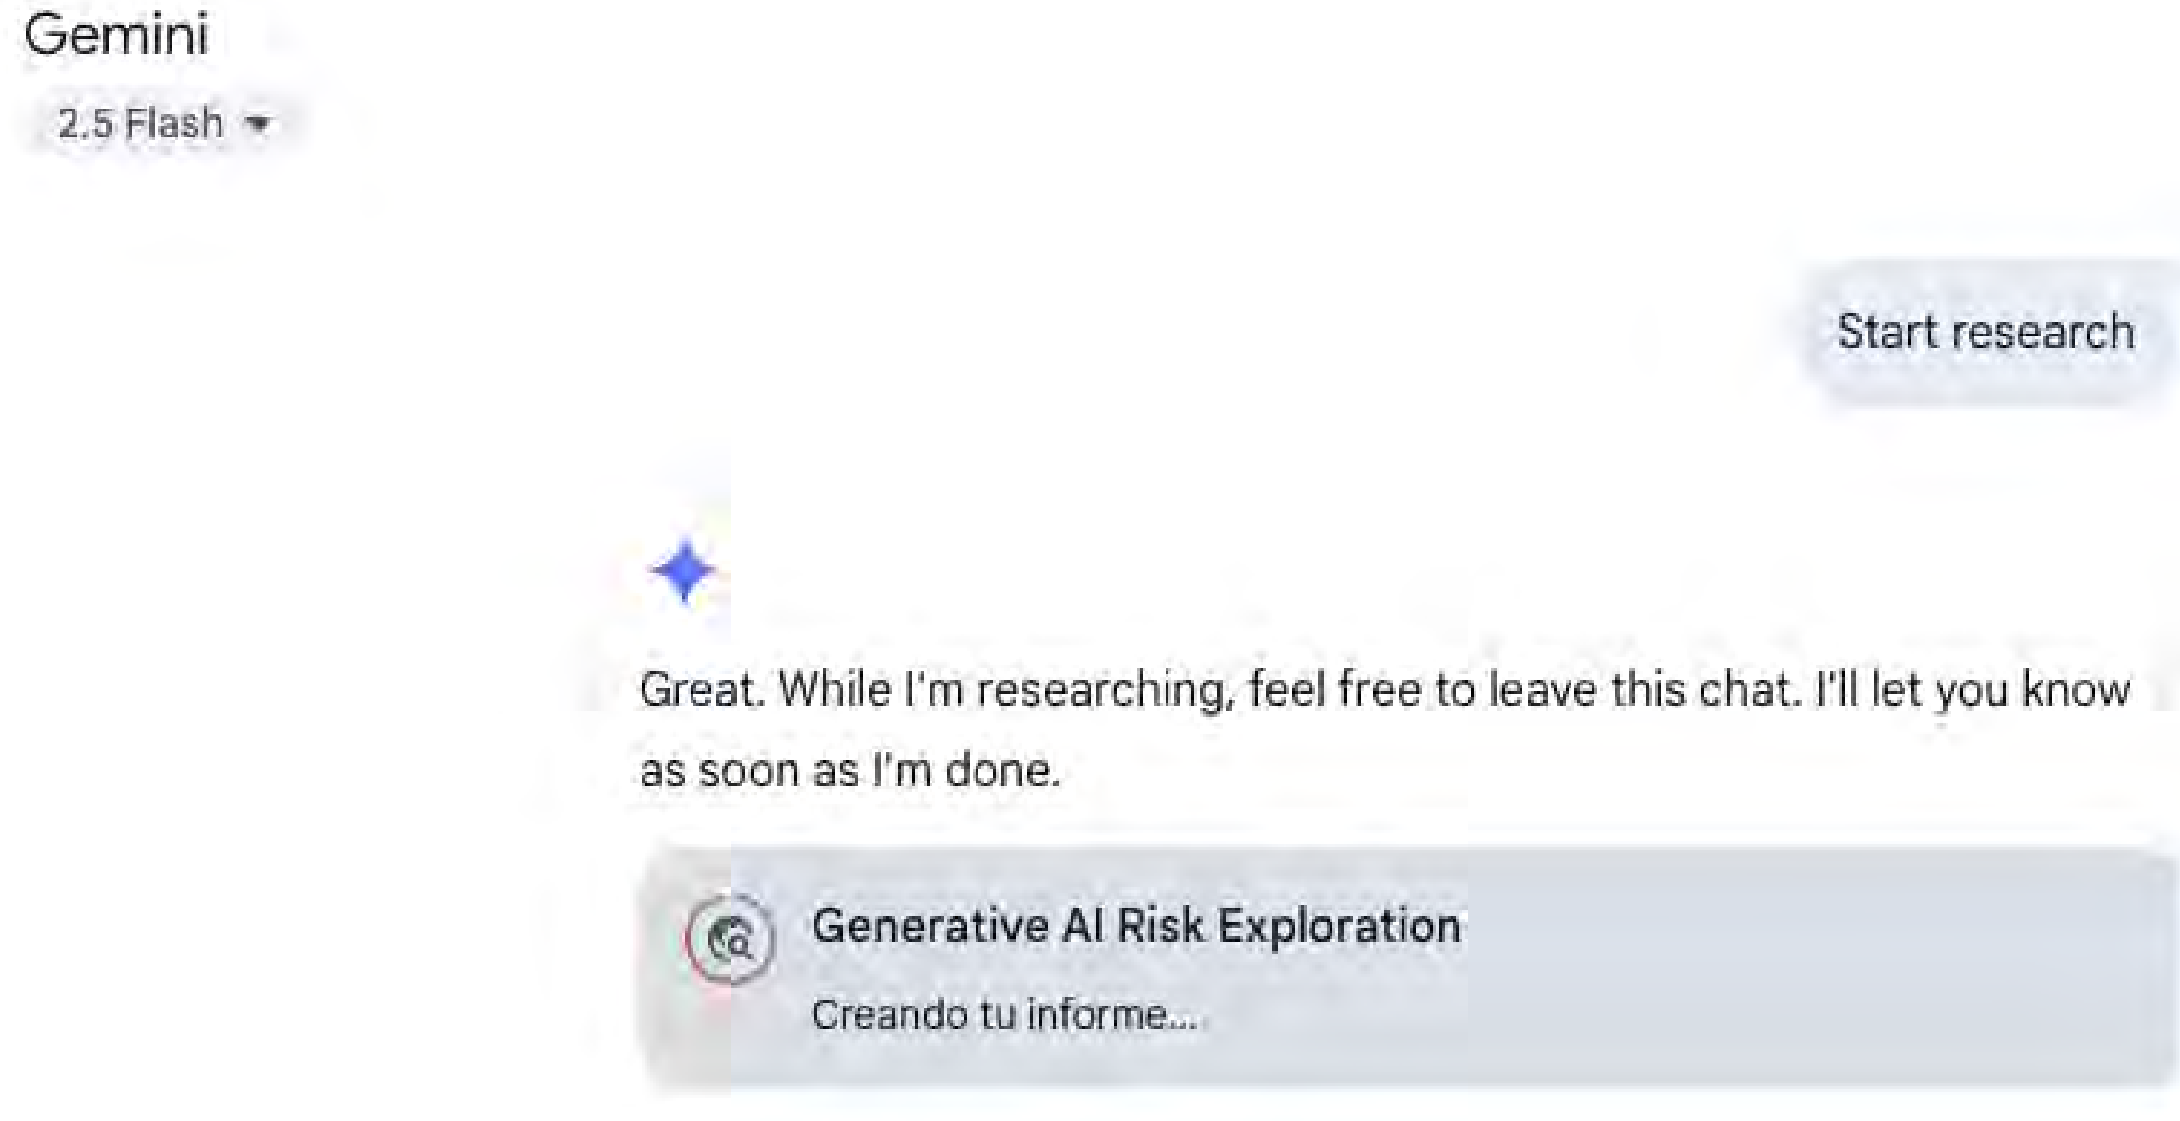 Gemini
2.5 Flash
Start research
Great. While I'm researching, feel free to leave this chat. I'll let you know
as soon as I'm done.
Generative AI Risk Exploration
Creando tu informe...